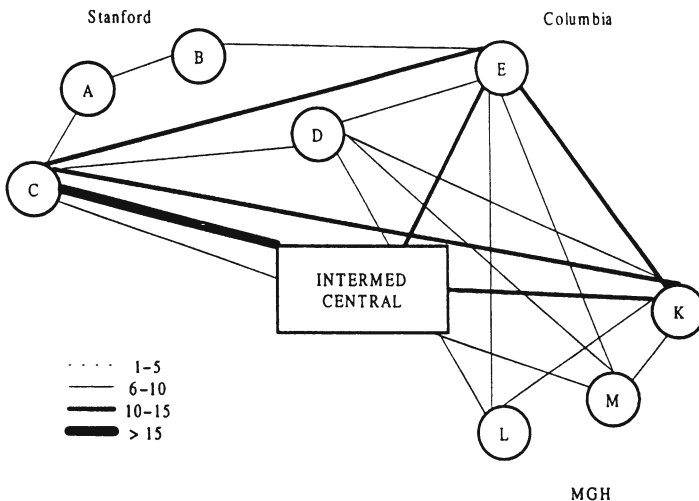 Stanford
Columbia
B
E
A
D
C
INTERMED
CENTRAL
K
1-5
6-10
10-15
> 15
M
L
MGH